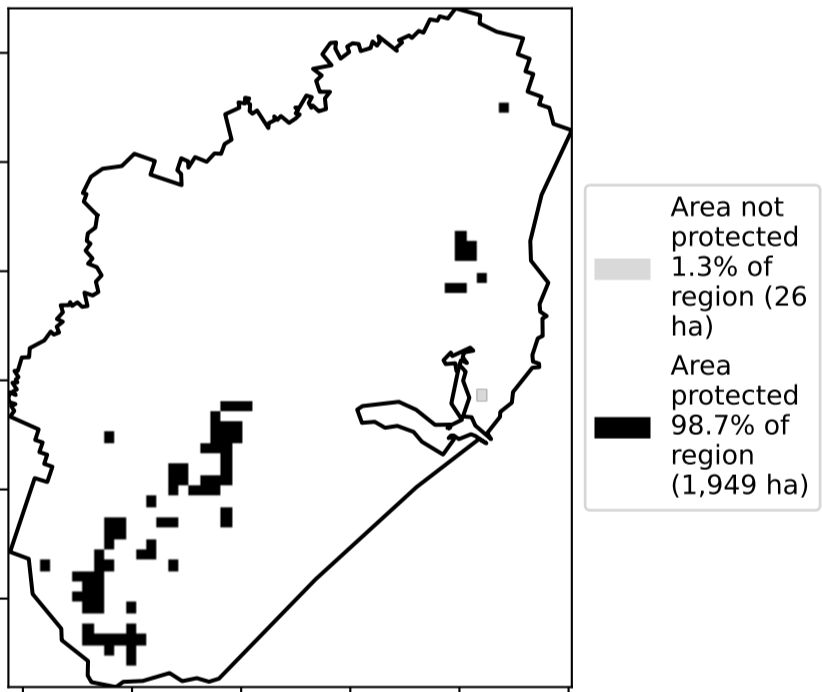 Area not
protected
1.3% of
region (26
ha)
Area
protected
98.7% of
region
(1,949 ha)